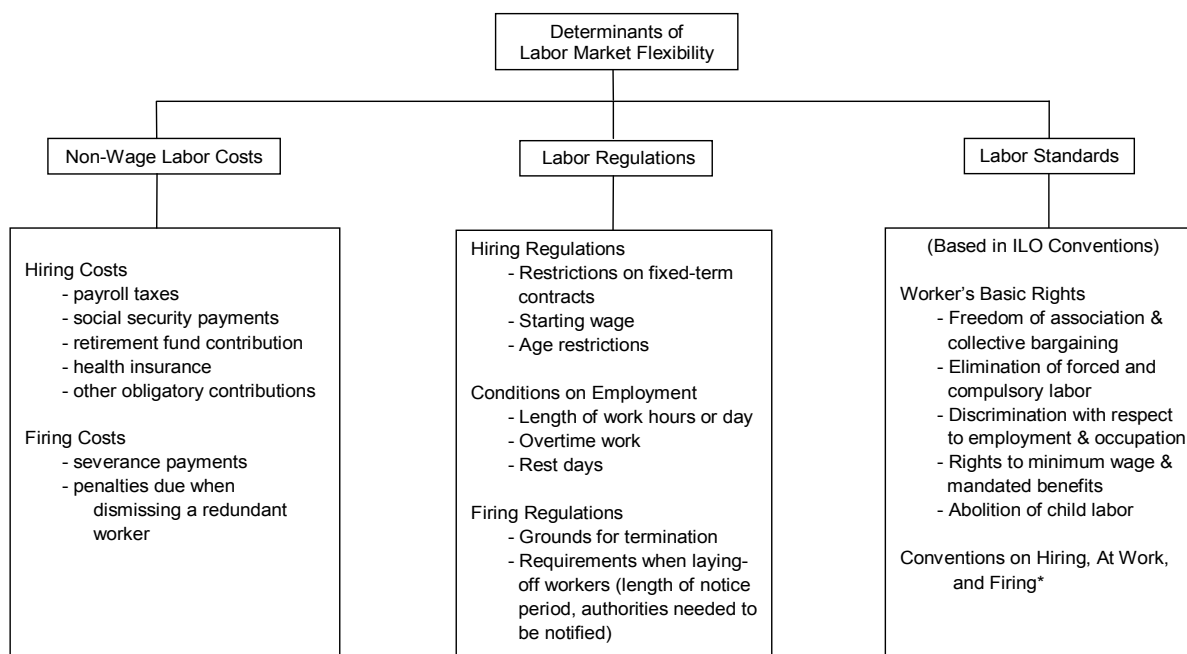 Determinants of
Labor Market Flexibility
Non-Wage Labor Costs
Labor Regulations
Labor Standards
Hiring Costs
- payroll taxes
- social security payments
- retirement fund contribution
- health insurance
- other obligatory contributions
Firing Costs
- severance payments
- penalties due when
dismissing a redundant
worker
Hiring Regulations
- Restrictions on fixed-term
contracts
- Starting wage
- Age restrictions
Conditions on Employment
- Length of work hours or day
- Overtime work
- Rest days
Firing Regulations
- Grounds for termination
- Requirements when laying-
off workers (length of notice
period, authorities needed to
be notified)
(Based in ILO Conventions)
Worker's Basic Rights
- Freedom of association &
collective bargaining
- Elimination of forced and
compulsory labor
- Discrimination with respect
to employment & occupation
- Rights to minimum wage &
mandated benefits
- Abolition of child labor
Conventions on Hiring, At Work,
and Firing*